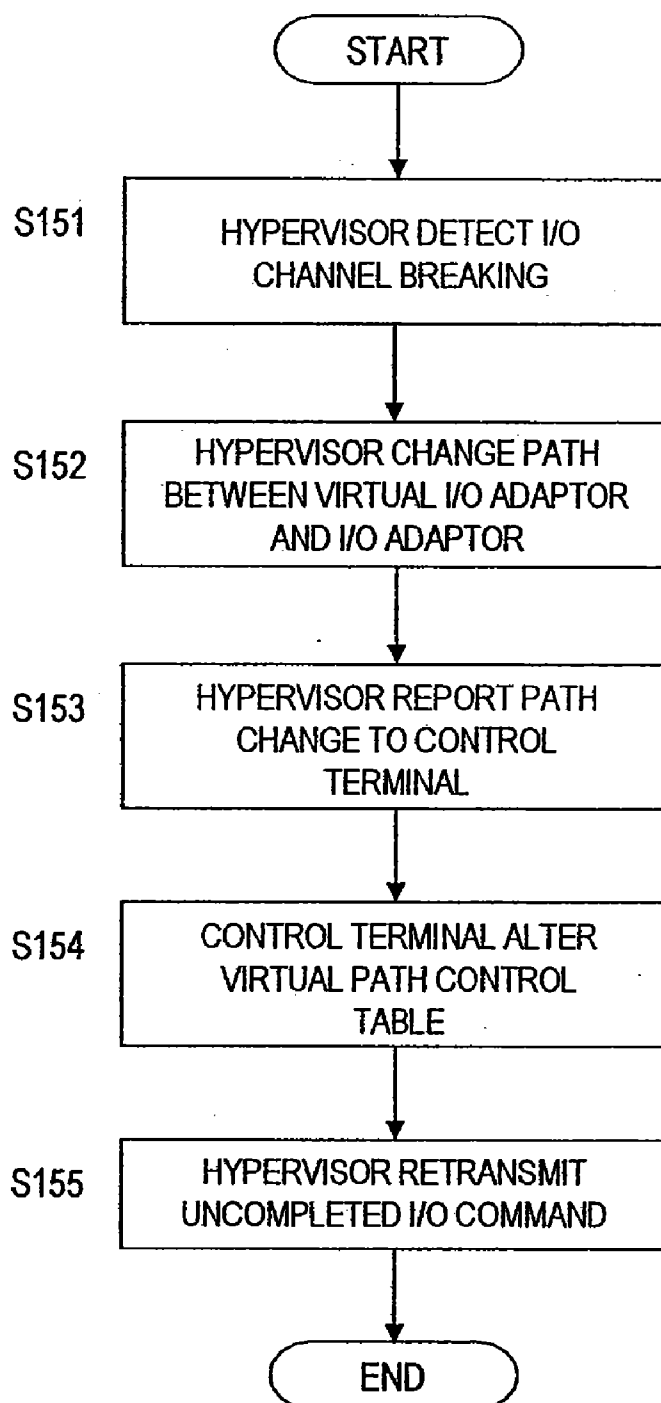 START
S151
HYPERVISOR DETECT I/O
CHANNEL BREAKING
S152
HYPERVISOR CHANGE PATH
BETWEEN VIRTUAL I/O ADAPTOR
AND I/O ADAPTOR
S153
HYPERVISOR REPORT PATH
CHANGE TO CONTROL
TERMINAL
S154
CONTROL TERMINAL ALTER
VIRTUAL PATH CONTROL
TABLE
S155
HYPERVISOR RETRANSMIT
UNCOMPLETED I/O COMMAND
END